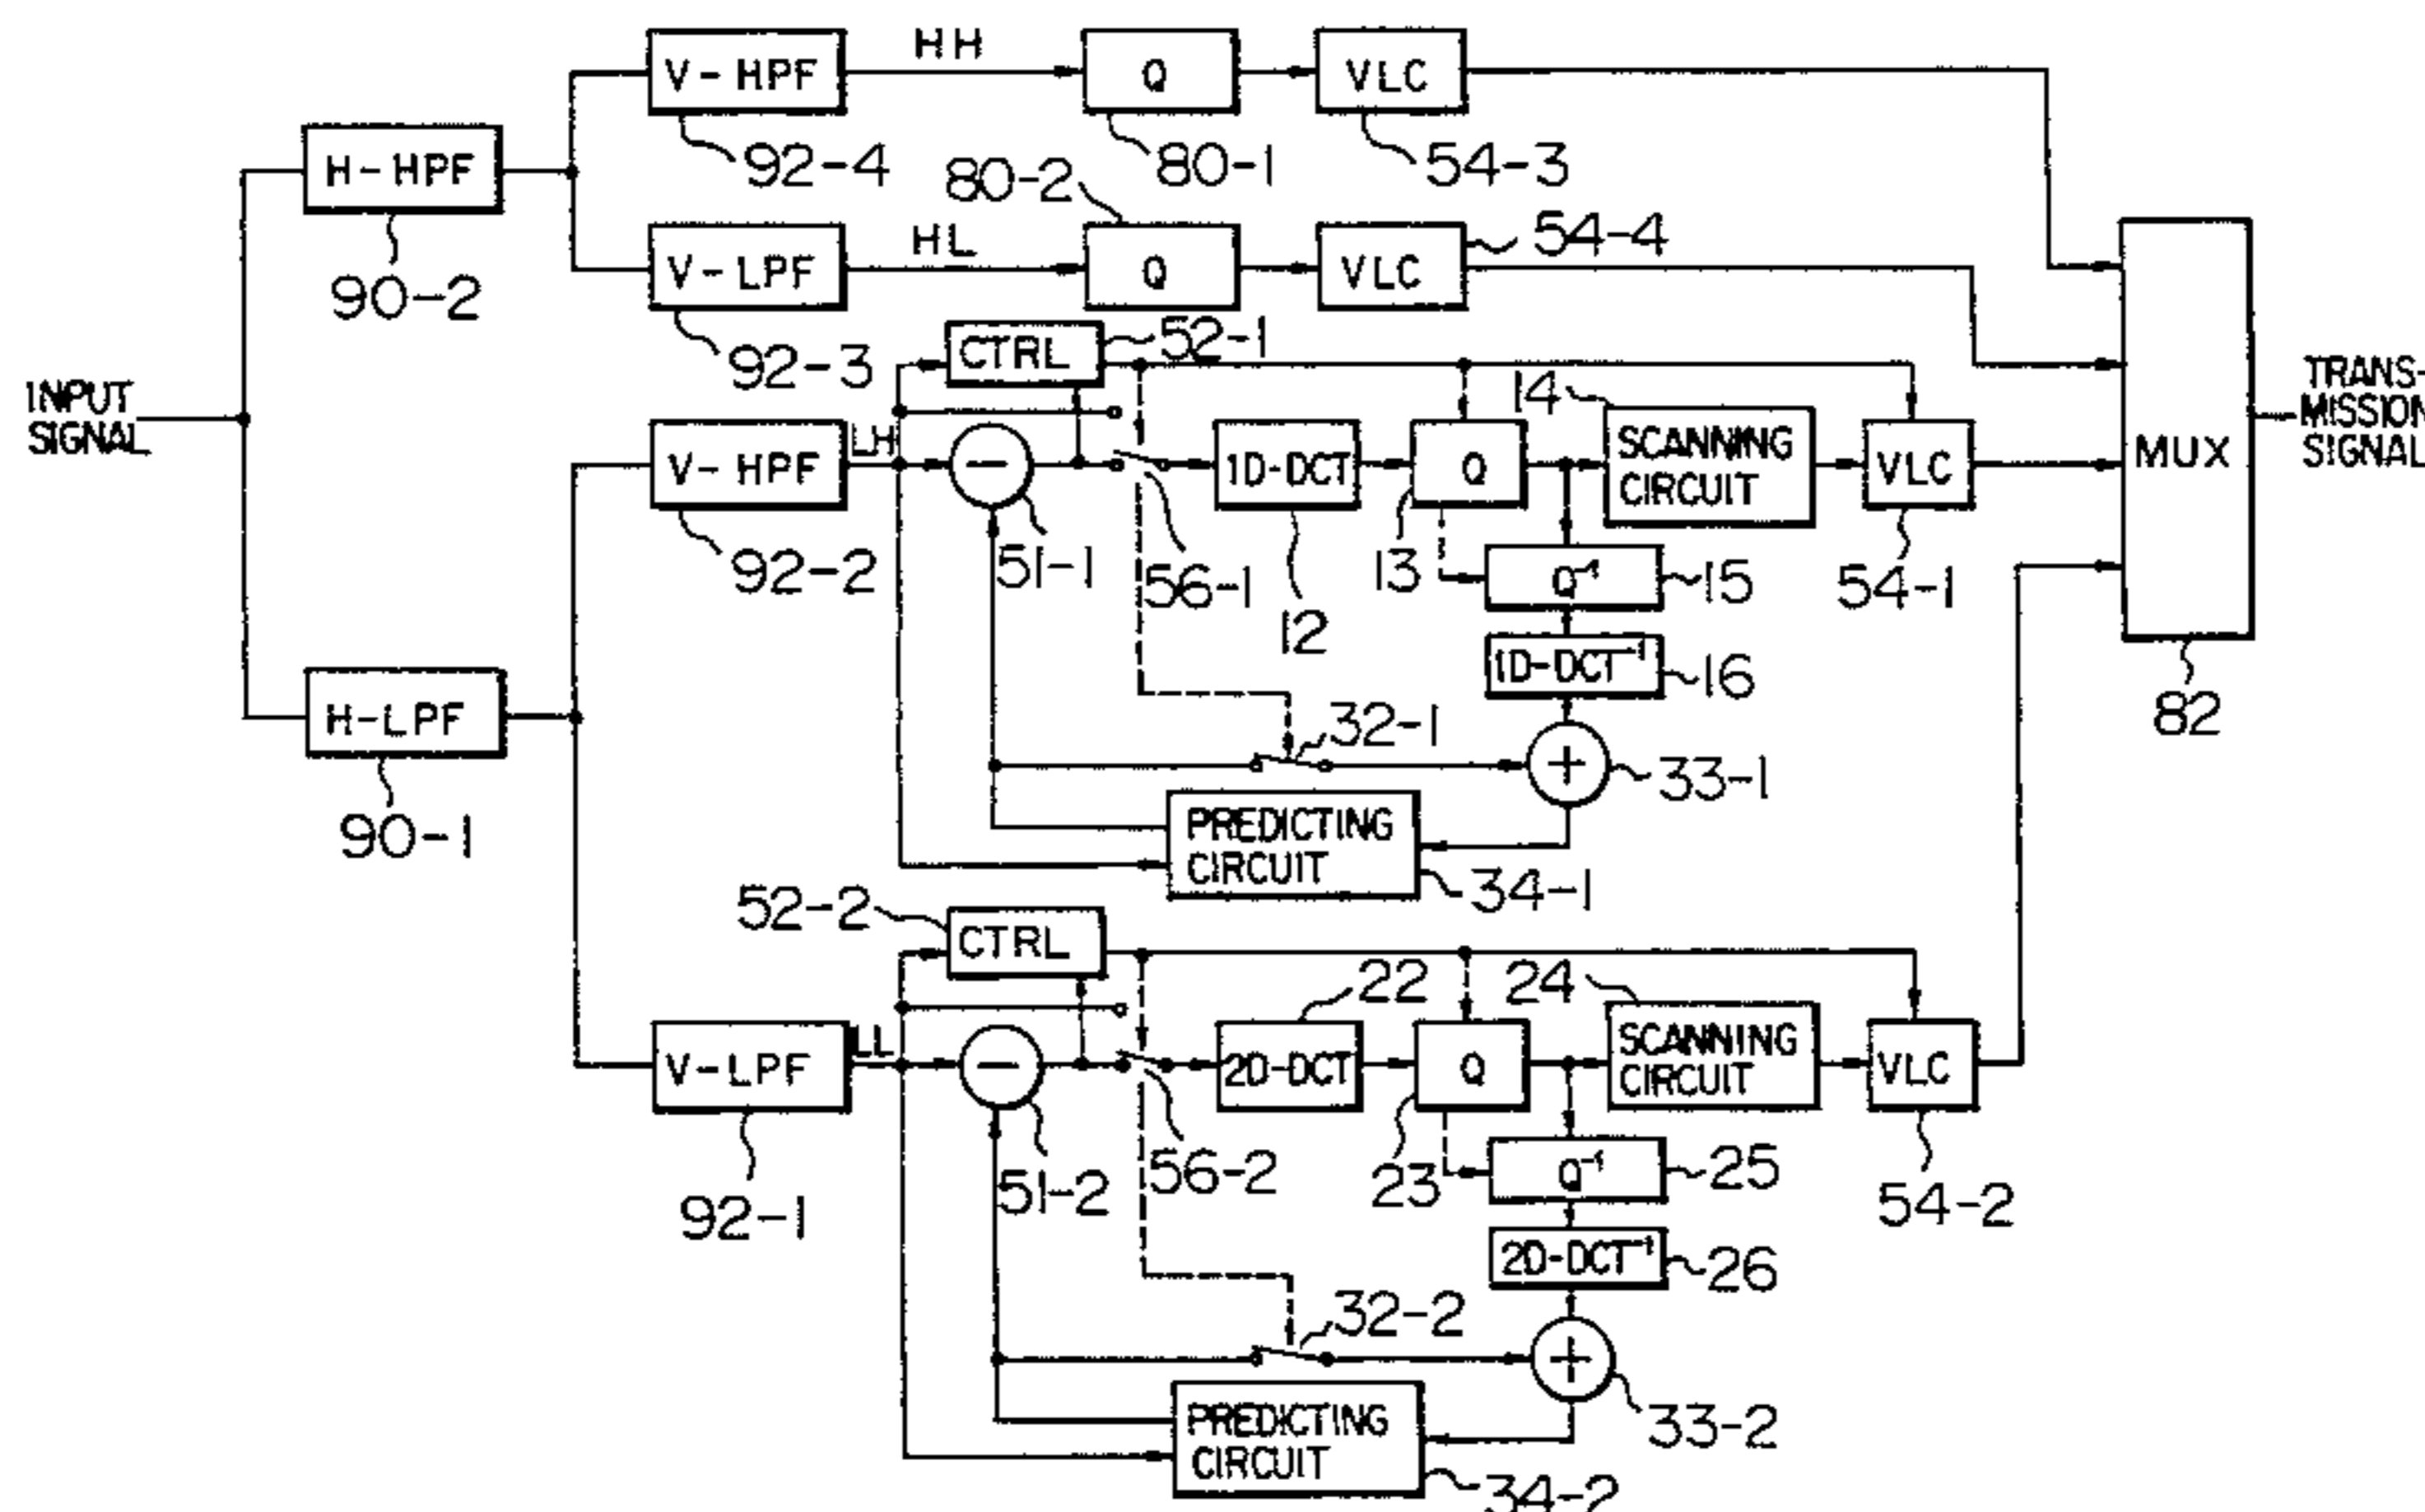 HH
V-HPF
Q
VLC
92-4
80-1
54-3
H-HPF
80-2
90-2
HL
V-LPF
Q
VLC
54-4
92-3
CTRL
52-1
INPUT
SIGNAL
LH
V-HPF
−
1D-DCT
Q
14
SCANNING
CIRCUIT
VLC
MUX
TRANS-
MISSION
SIGNAL
92-2
51-1
56-1
12
13
Q⁻¹
15
54-1
1D-DCT⁻¹
16
82
H-LPF
90-1
32-1
+
33-1
PREDICTING
CIRCUIT
34-1
52-2
CTRL
22
24
LL
V-LPF
−
2D-DCT
Q
SCANNING
CIRCUIT
VLC
92-1
51-2
56-2
23
Q⁻¹
25
54-2
2D-DCT⁻¹
26
32-2
+
33-2
PREDICTING
CIRCUIT
34-2